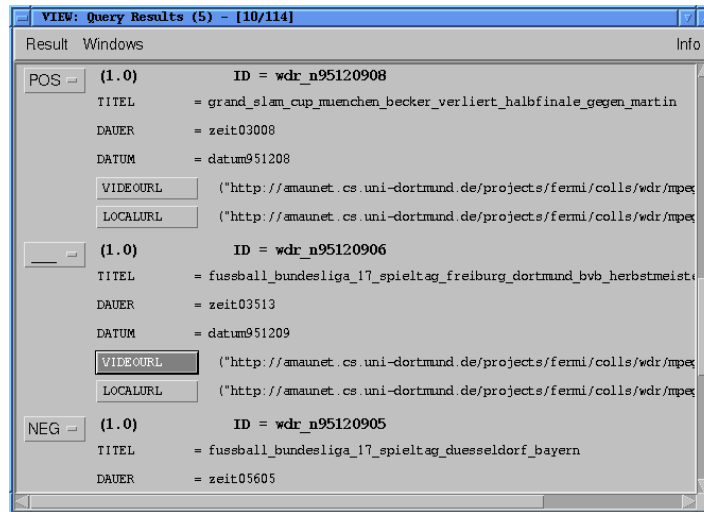 VIEW: Query Results (5) - [10/114]
Result Windows Info
POS (1.0) ID = wdr_n95120908
TITEL = grand_slam_cup_muenchen_becker_verliert_halbfinale_gegen_martin
DAUER = zeit03008
DATUM = datum951208
VIDEOURL ("http://amaunet.cs.uni-dortmund.de/projects/fermi/colls/wdr/mpeg
LOCALURL ("http://amaunet.cs.uni-dortmund.de/projects/fermi/colls/wdr/mpeg
___ (1.0) ID = wdr_n95120906
TITEL = fussball_bundesliga_17_spieltag_freiburg_dortmund_bvb_herbstmeiste
DAUER = zeit03513
DATUM = datum951209
VIDEOURL ("http://amaunet.cs.uni-dortmund.de/projects/fermi/colls/wdr/mpeg
LOCALURL ("http://amaunet.cs.uni-dortmund.de/projects/fermi/colls/wdr/mpeg
NEG (1.0) ID = wdr_n95120905
TITEL = fussball_bundesliga_17_spieltag_duesseldorf_bayern
DAUER = zeit05605